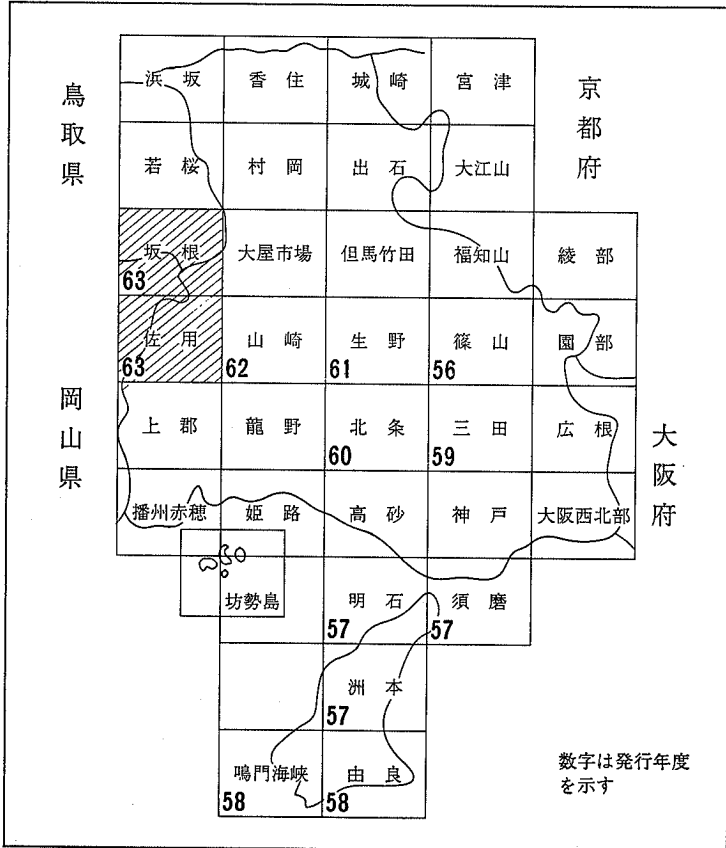 鳥取県
京都府
岡山県
大阪府
浜坂 香住 城崎 宮津
若桜 村岡 出石 大江山
坂根 大屋市場 但馬竹田 福知山 綾部
63
佐用 山崎 生野 篠山 園部
63 62 61 56
上郡 龍野 北条 三田 広根
60 59
播州赤穂 姫路 高砂 神戸 大阪西北部
坊勢島 明石 須磨
57 57
洲本
57
鳴門海峡 由良
58 58
数字は発行年度
を示す